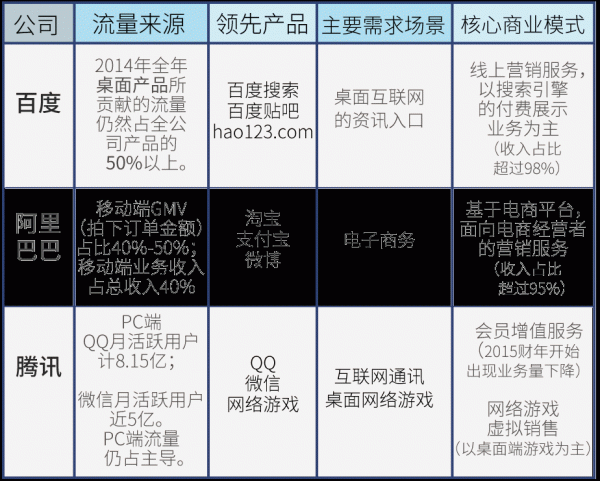 公司
流量来源
领先产品
主要需求场景
核心商业模式
百度
2014年全年
桌面产品所
贡献的流量
仍然占全公
司产品的
50%以上。
百度搜索
百度贴吧
hao123.com
桌面互联网
的资讯入口
线上营销服务，
以搜索引擎
的付费展示
业务为主
（收入占比
超过98%）
阿里
巴巴
移动端GMV
（拍下订单金额）
占比40%-50%；
移动端业务收入
占总收入40%
淘宝
支付宝
微博
电子商务
基于电商平台，
面向电商经营者
的营销服务
（收入占比
超过95%）
腾讯
PC端
QQ月活跃用户
计8.15亿；
微信月活跃用户
近5亿。
PC端流量
仍占主导。
QQ
微信
网络游戏
互联网通讯
桌面网络游戏
会员增值服务
（2015财年开始
出现业务量下降）
网络游戏
虚拟销售
（以桌面端游戏为主）